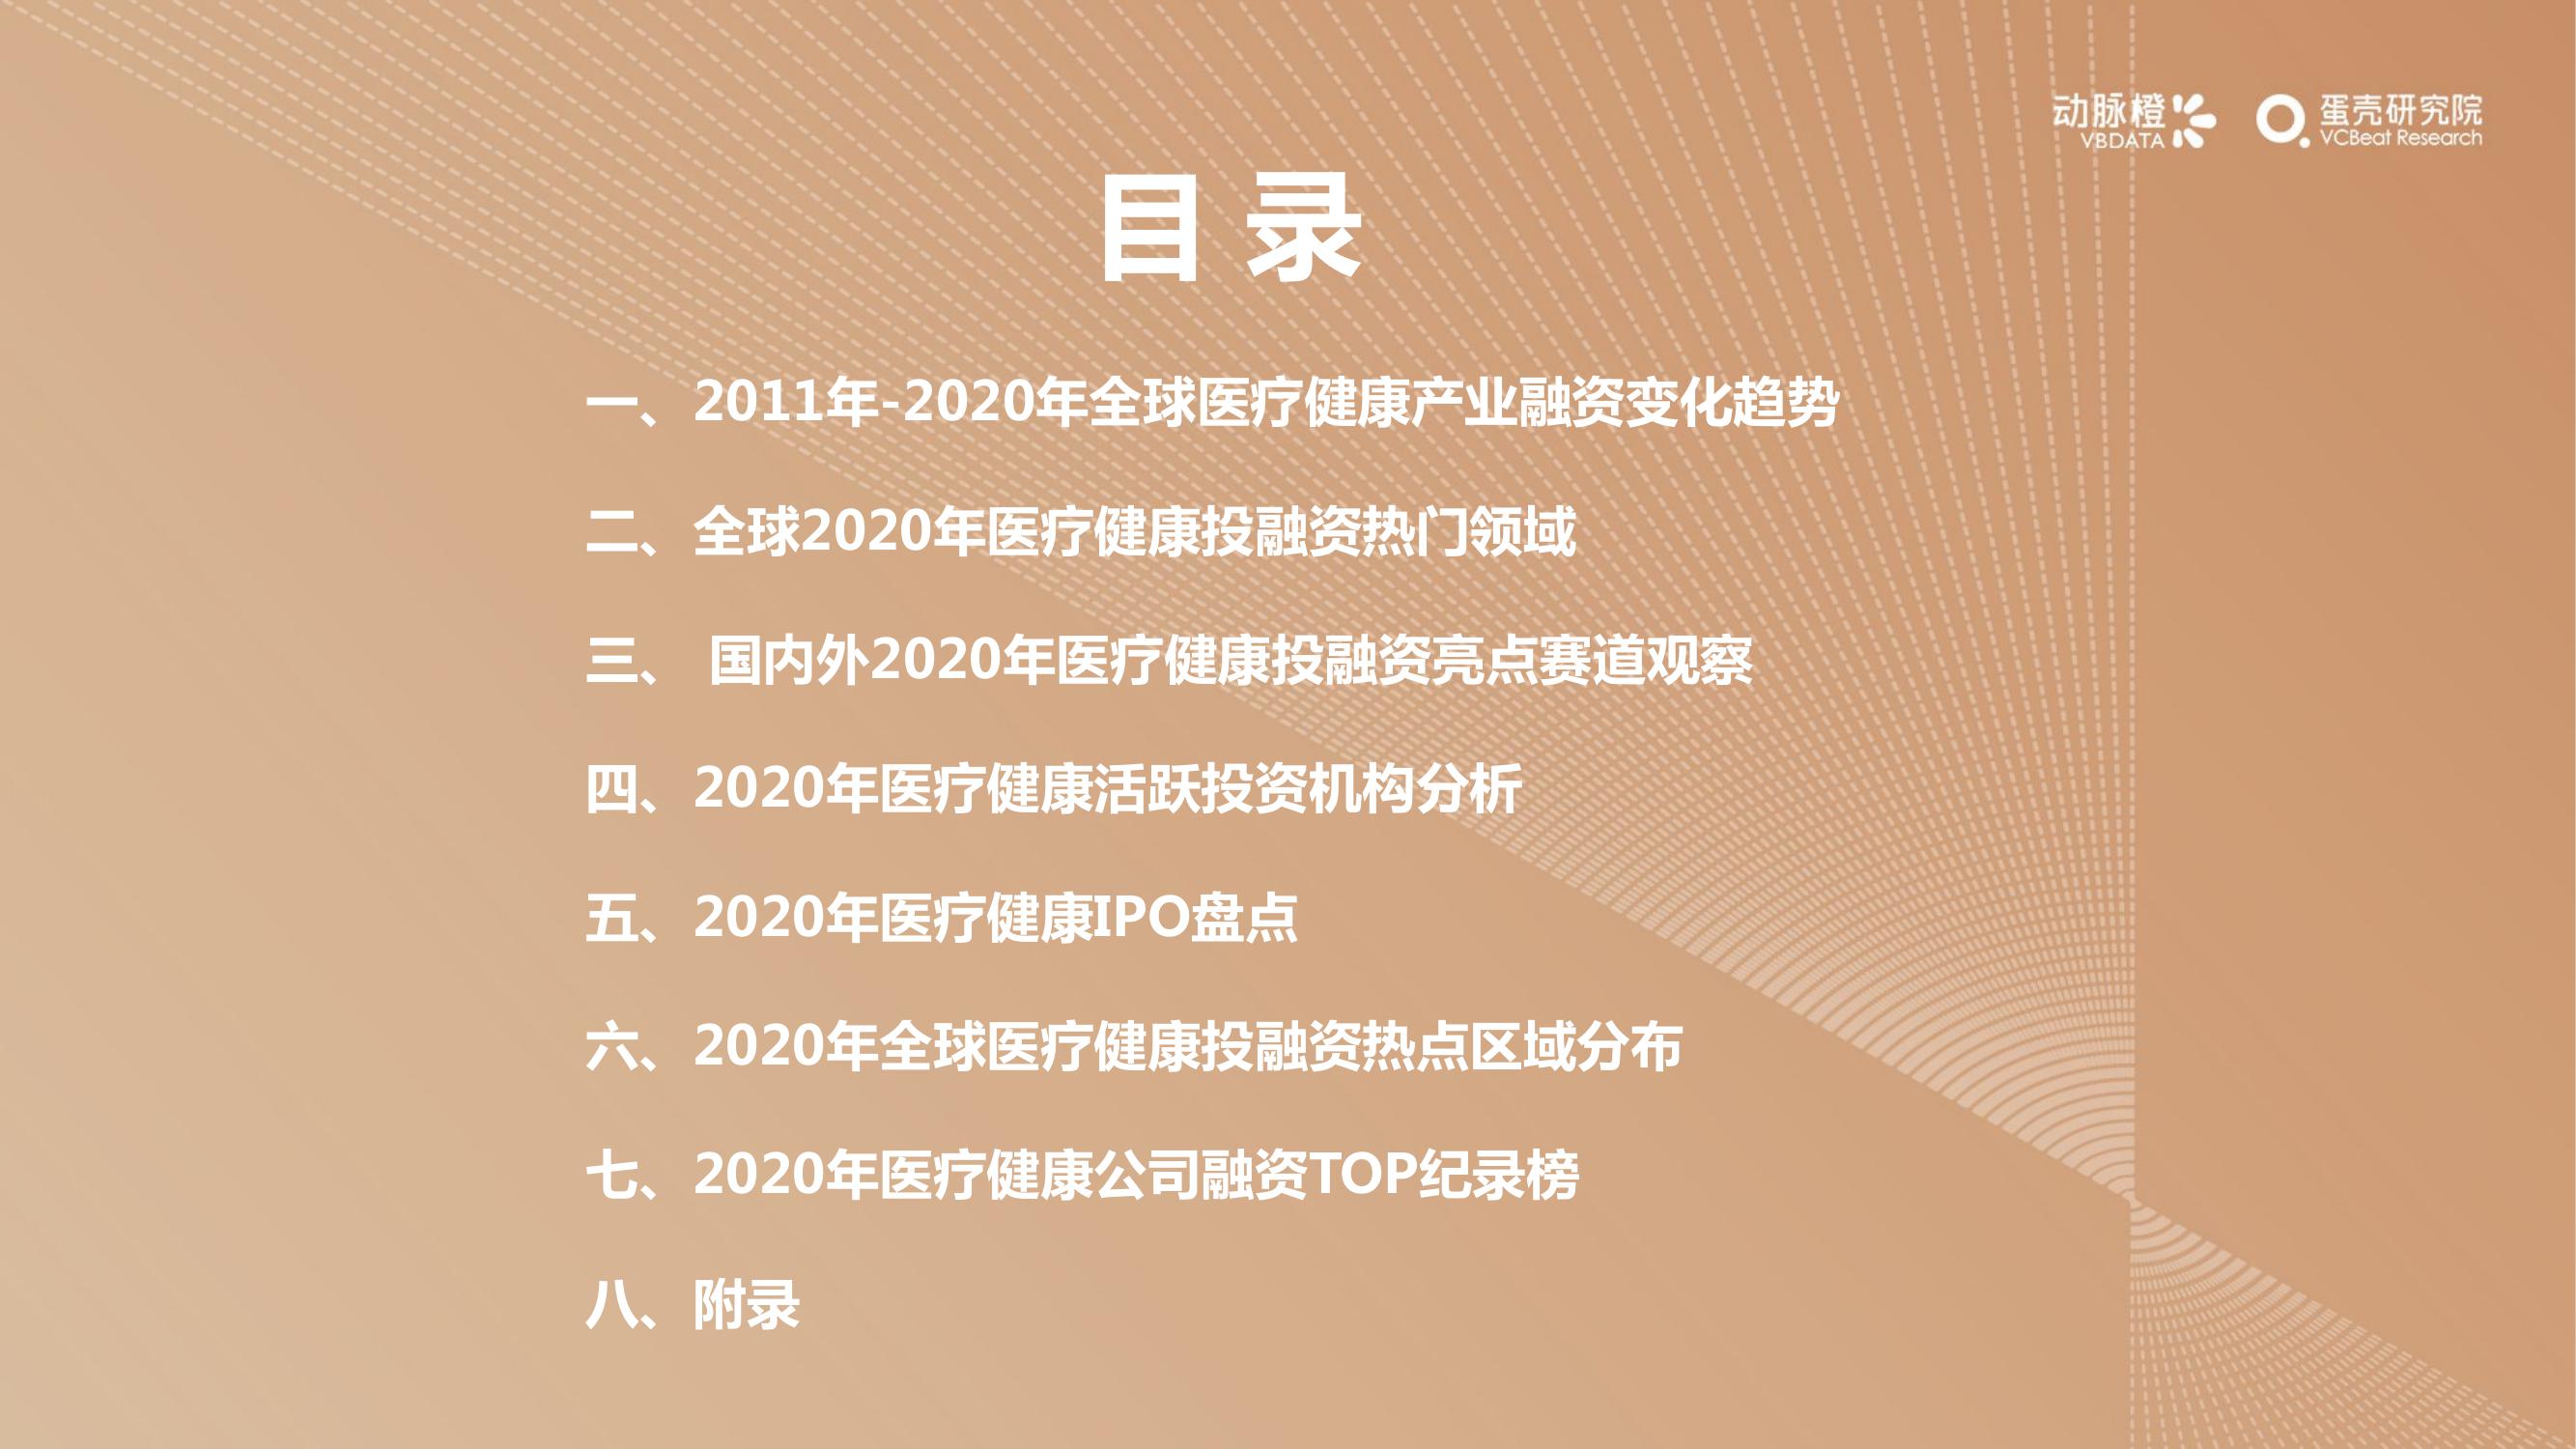 动脉橙
VBDATA
蛋壳研究院
VCBeat Research
目录
一、2011年-2020年全球医疗健康产业融资变化趋势
二、全球2020年医疗健康投融资热门领域
三、 国内外2020年医疗健康投融资亮点赛道观察
四、2020年医疗健康活跃投资机构分析
五、2020年医疗健康IPO盘点
六、2020年全球医疗健康投融资热点区域分布
七、2020年医疗健康公司融资TOP纪录榜
八、附录